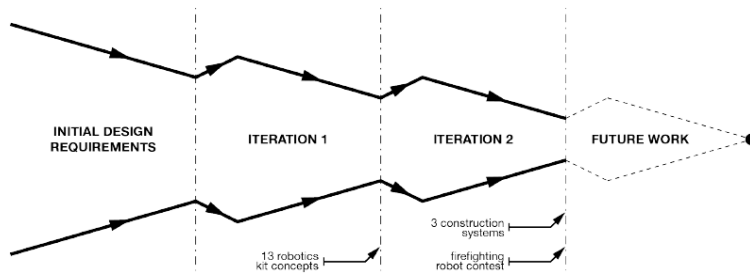 INITIAL DESIGN
REQUIREMENTS
ITERATION 1
ITERATION 2
FUTURE WORK
13 robotics
kit concepts
3 construction
systems
firefighting
robot contest